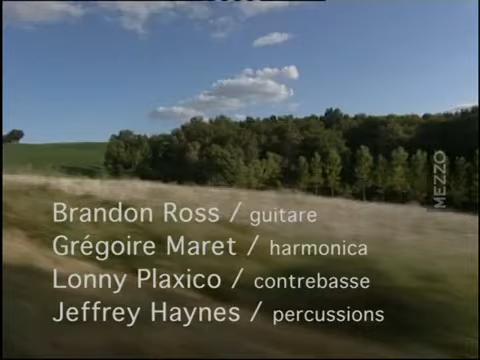 MEZZO
Brandon Ross / guitare
Grégoire Maret / harmonica
Lonny Plaxico / contrebasse
Jeffrey Haynes / percussions